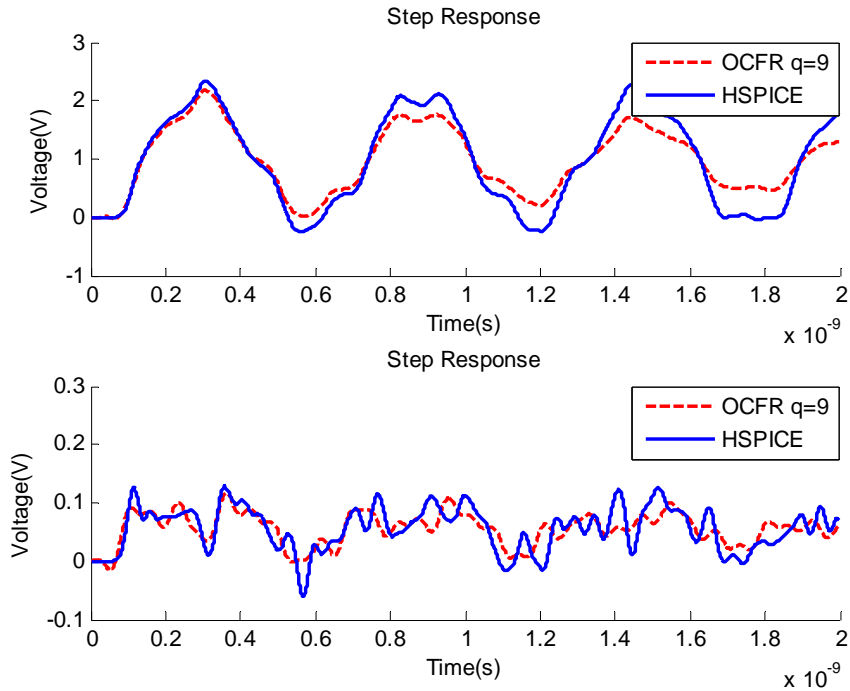 Step Response
3
2
1
0
-1
Voltage(V)
OCFR q=9
HSPICE
0 0.2 0.4 0.6 0.8 1 1.2 1.4 1.6 1.8 2
Time(s)
x 10^-9
Step Response
0.3
0.2
0.1
0
-0.1
Voltage(V)
OCFR q=9
HSPICE
0 0.2 0.4 0.6 0.8 1 1.2 1.4 1.6 1.8 2
Time(s)
x 10^-9